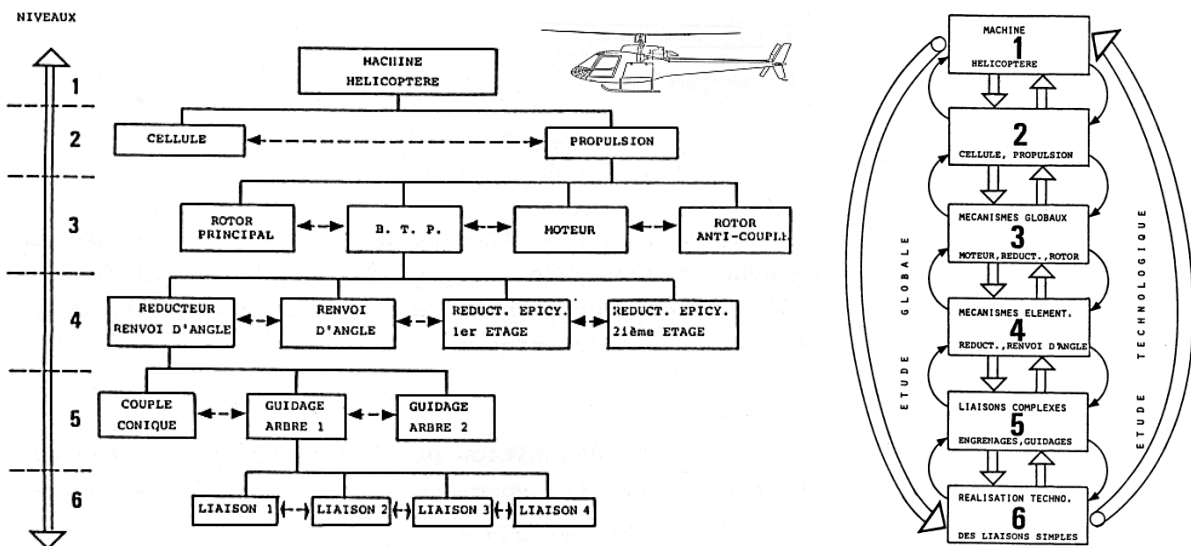 NIVEAUX
1
MACHINE
HELICOPTERE
2
CELLULE
PROPULSION
3
ROTOR
PRINCIPAL
B. T. P.
MOTEUR
ROTOR
ANTI-COUPLE
4
REDUCTEUR
RENVOI D'ANGLE
RENVOI
D'ANGLE
REDUCT. EPICY.
1er ETAGE
REDUCT. EPICY.
2ième ETAGE
5
COUPLE
CONIQUE
GUIDAGE
ARBRE 1
GUIDAGE
ARBRE 2
6
LIAISON 1
LIAISON 2
LIAISON 3
LIAISON 4
MACHINE
1
HELICOPTERE
2
CELLULE, PROPULSION
MECANISMES GLOBAUX
3
MOTEUR, REDUCT., ROTOR
MECANISMES ELEMENT.
4
REDUCT., RENVOI D'ANGLE
LIAISONS COMPLEXES
5
ENGRENAGES, GUIDAGES
REALISATION TECHNO.
6
DES LIAISONS SIMPLES
ETUDE GLOBALE
ETUDE TECHNOLOGIQUE